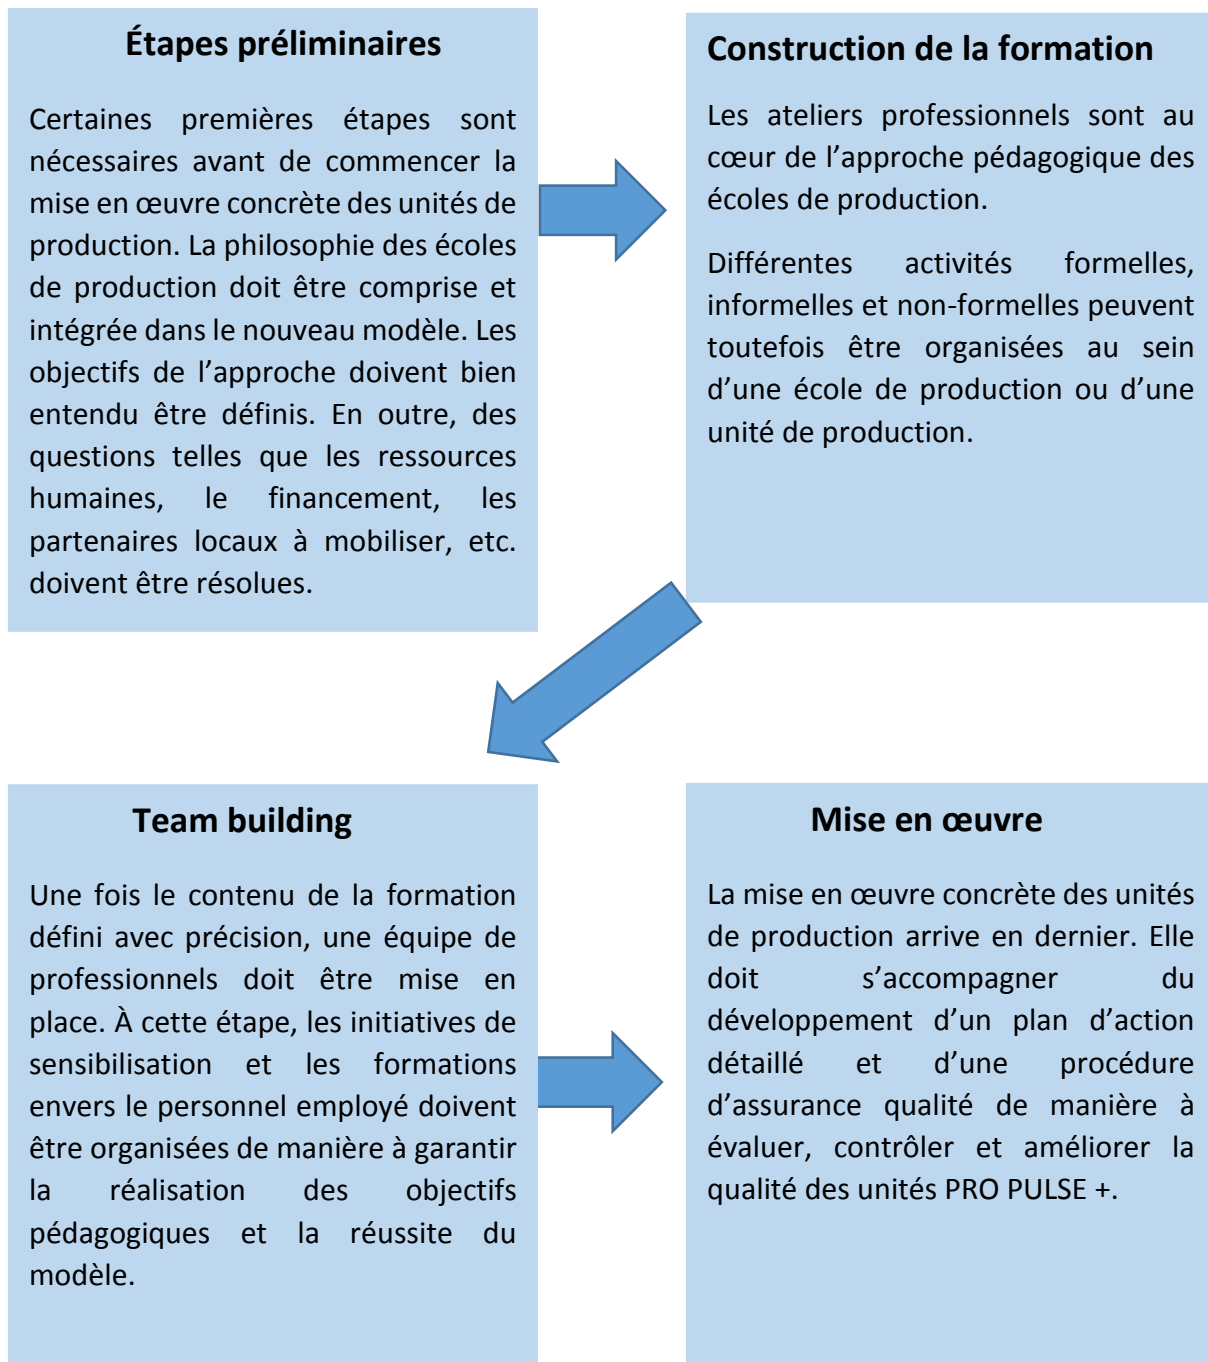 Étapes préliminaires
Certaines premières étapes sont
nécessaires avant de commencer la
mise en œuvre concrète des unités de
production. La philosophie des écoles
de production doit être comprise et
intégrée dans le nouveau modèle. Les
objectifs de l’approche doivent bien
entendu être définis. En outre, des
questions telles que les ressources
humaines, le financement, les
partenaires locaux à mobiliser, etc.
doivent être résolues.
Construction de la formation
Les ateliers professionnels sont au
cœur de l’approche pédagogique des
écoles de production.
Différentes activités formelles,
informelles et non-formelles peuvent
toutefois être organisées au sein
d’une école de production ou d’une
unité de production.
Team building
Une fois le contenu de la formation
défini avec précision, une équipe de
professionnels doit être mise en
place. À cette étape, les initiatives de
sensibilisation et les formations
envers le personnel employé doivent
être organisées de manière à garantir
la réalisation des objectifs
pédagogiques et la réussite du
modèle.
Mise en œuvre
La mise en œuvre concrète des unités
de production arrive en dernier. Elle
doit s’accompagner du
développement d’un plan d’action
détaillé et d’une procédure
d’assurance qualité de manière à
évaluer, contrôler et améliorer la
qualité des unités PRO PULSE +.